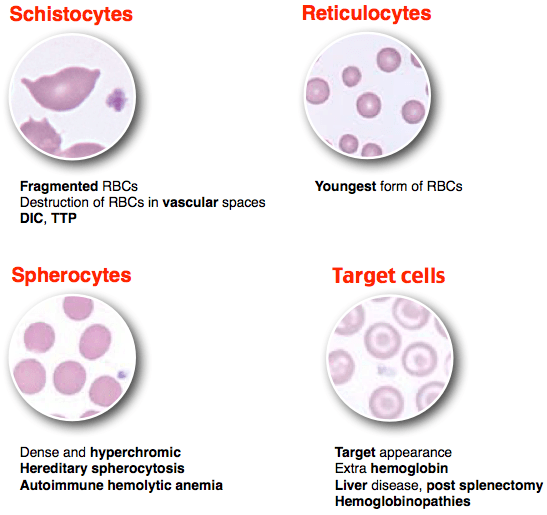 Schistocytes
Fragmented RBCs
Destruction of RBCs in vascular spaces
DIC, TTP
Reticulocytes
Youngest form of RBCs
Spherocytes
Dense and hyperchromic
Hereditary spherocytosis
Autoimmune hemolytic anemia
Target cells
Target appearance
Extra hemoglobin
Liver disease, post splenectomy
Hemoglobinopathies